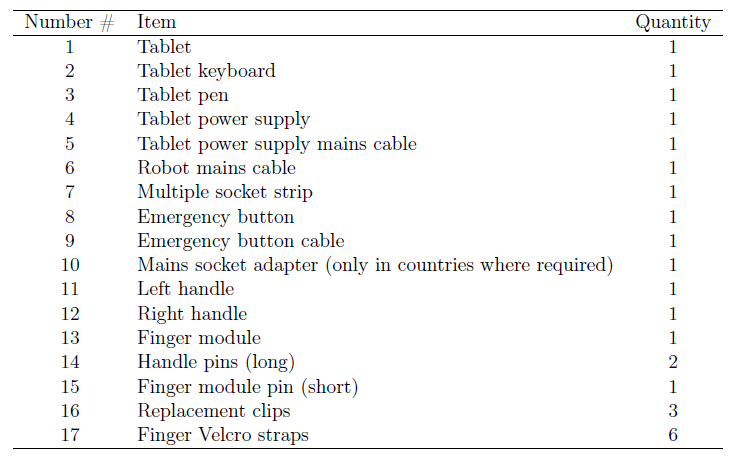 Number # Item Quantity
1 Tablet 1
2 Tablet keyboard 1
3 Tablet pen 1
4 Tablet power supply 1
5 Tablet power supply mains cable 1
6 Robot mains cable 1
7 Multiple socket strip 1
8 Emergency button 1
9 Emergency button cable 1
10 Mains socket adapter (only in countries where required) 1
11 Left handle 1
12 Right handle 1
13 Finger module 1
14 Handle pins (long) 2
15 Finger module pin (short) 1
16 Replacement clips 3
17 Finger Velcro straps 6